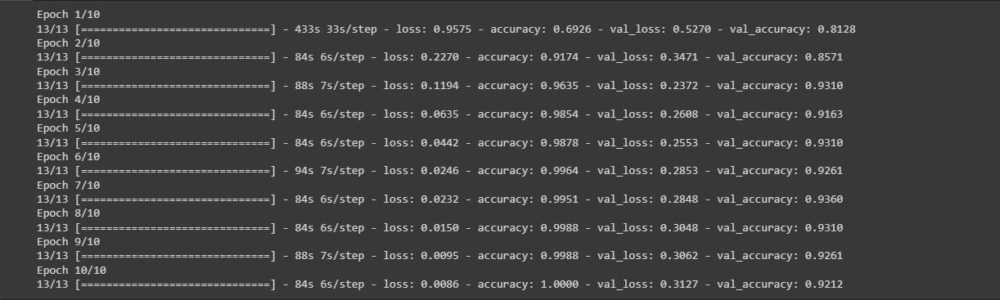 Epoch 1/10
13/13 [==============================] - 433s 33s/step - loss: 0.9575 - accuracy: 0.6926 - val_loss: 0.5270 - val_accuracy: 0.8128
Epoch 2/10
13/13 [==============================] - 84s 6s/step - loss: 0.2270 - accuracy: 0.9174 - val_loss: 0.3471 - val_accuracy: 0.8571
Epoch 3/10
13/13 [==============================] - 88s 7s/step - loss: 0.1194 - accuracy: 0.9635 - val_loss: 0.2372 - val_accuracy: 0.9310
Epoch 4/10
13/13 [==============================] - 84s 6s/step - loss: 0.0635 - accuracy: 0.9854 - val_loss: 0.2608 - val_accuracy: 0.9163
Epoch 5/10
13/13 [==============================] - 84s 6s/step - loss: 0.0442 - accuracy: 0.9878 - val_loss: 0.2553 - val_accuracy: 0.9310
Epoch 6/10
13/13 [==============================] - 94s 7s/step - loss: 0.0246 - accuracy: 0.9964 - val_loss: 0.2853 - val_accuracy: 0.9261
Epoch 7/10
13/13 [==============================] - 84s 6s/step - loss: 0.0232 - accuracy: 0.9951 - val_loss: 0.2848 - val_accuracy: 0.9360
Epoch 8/10
13/13 [==============================] - 84s 6s/step - loss: 0.0150 - accuracy: 0.9988 - val_loss: 0.3048 - val_accuracy: 0.9310
Epoch 9/10
13/13 [==============================] - 88s 7s/step - loss: 0.0095 - accuracy: 0.9988 - val_loss: 0.3062 - val_accuracy: 0.9261
Epoch 10/10
13/13 [==============================] - 84s 6s/step - loss: 0.0086 - accuracy: 1.0000 - val_loss: 0.3127 - val_accuracy: 0.9212